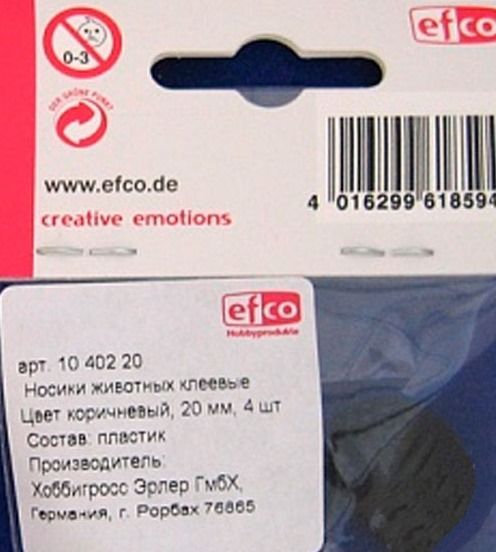 0-3
efco
DER GRÜNE PUNKT
www.efco.de
4 016299 618594
creative emotions
efco
Hobbyprodukte
арт. 10 402 20
Носики животных клеевые
Цвет коричневый, 20 мм, 4 шт
Состав: пластик
Производитель:
Хоббигросс Эрлер ГмбХ,
Германия, г. Рорбах 76865